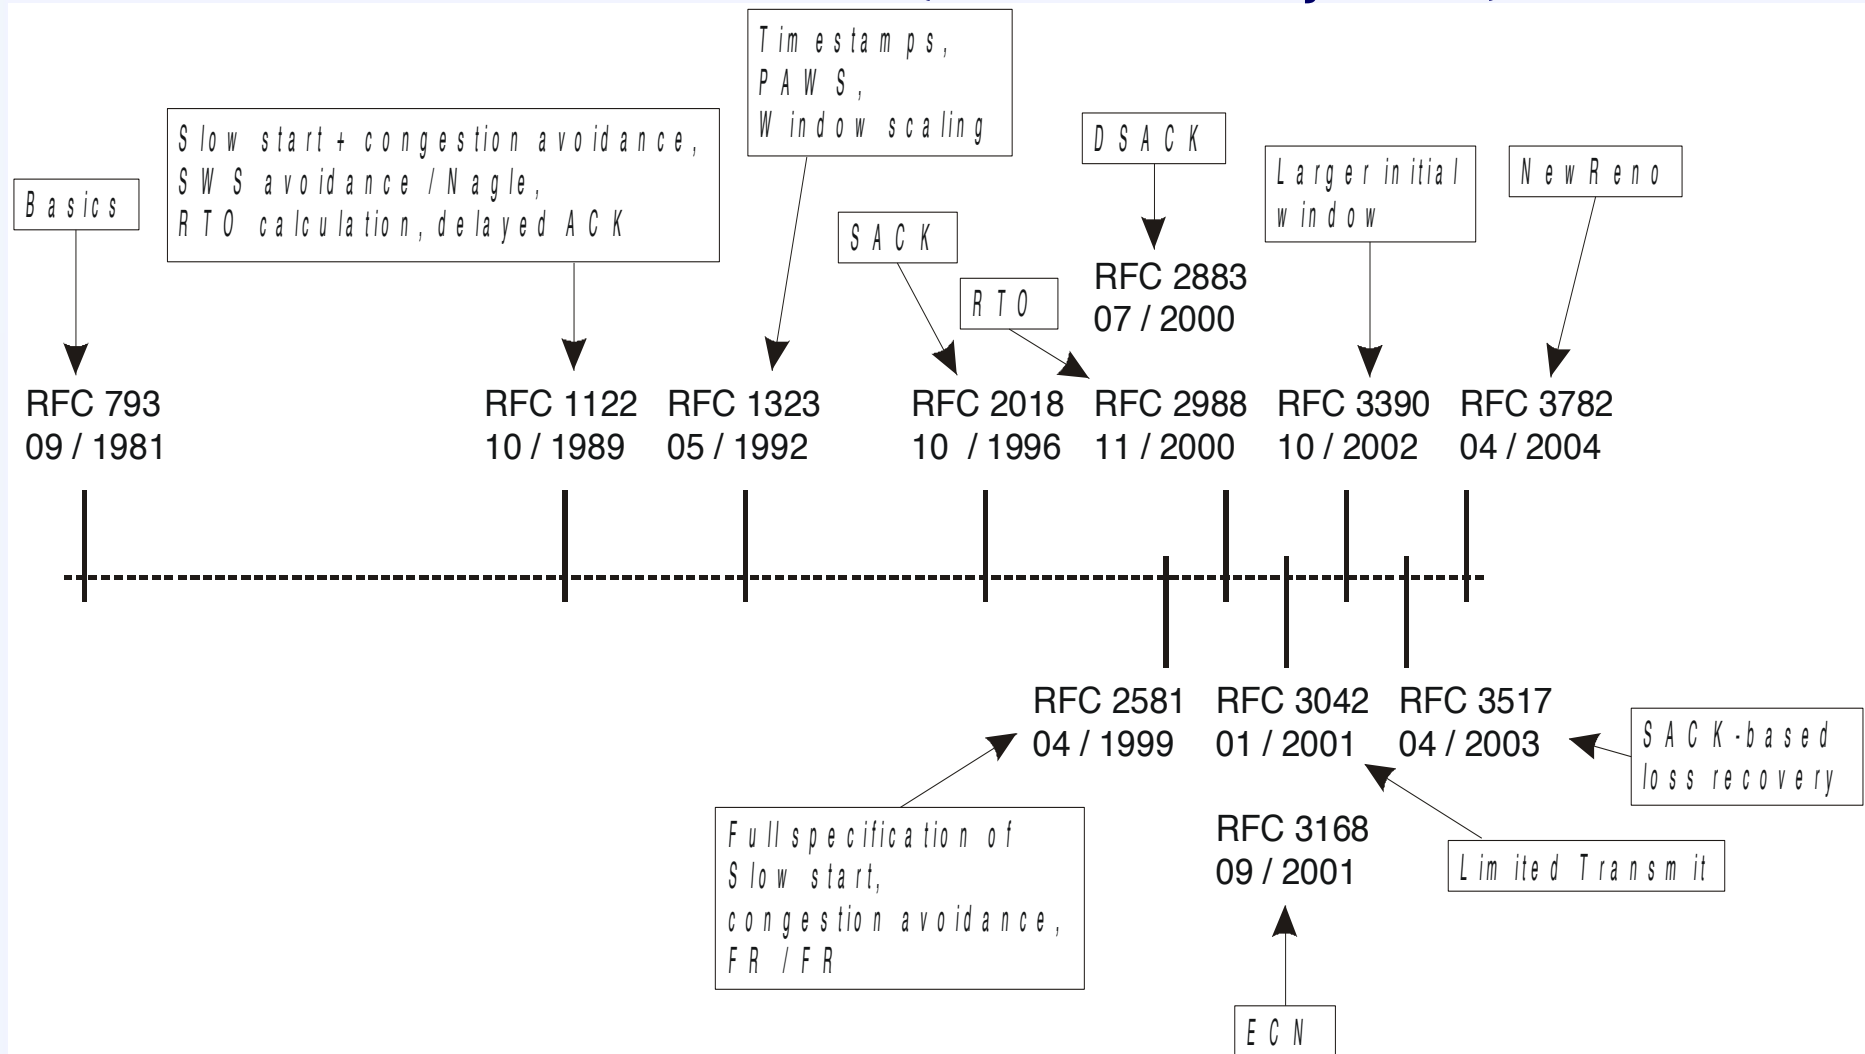 Timestamps,
PAWS,
Window scaling
Slow start + congestion avoidance,
SWS avoidance / Nagle,
RTO calculation, delayed ACK
DSACK
Larger initial
window
NewReno
Basics
SACK
RTO
RFC 2883
07 / 2000
RFC 793
09 / 1981
RFC 1122
10 / 1989
RFC 1323
05 / 1992
RFC 2018
10 / 1996
RFC 2988
11 / 2000
RFC 3390
10 / 2002
RFC 3782
04 / 2004
RFC 2581
04 / 1999
RFC 3042
01 / 2001
RFC 3517
04 / 2003
SACK-based
loss recovery
Full specification of
Slow start,
congestion avoidance,
FR / FR
RFC 3168
09 / 2001
Limited Transmit
ECN